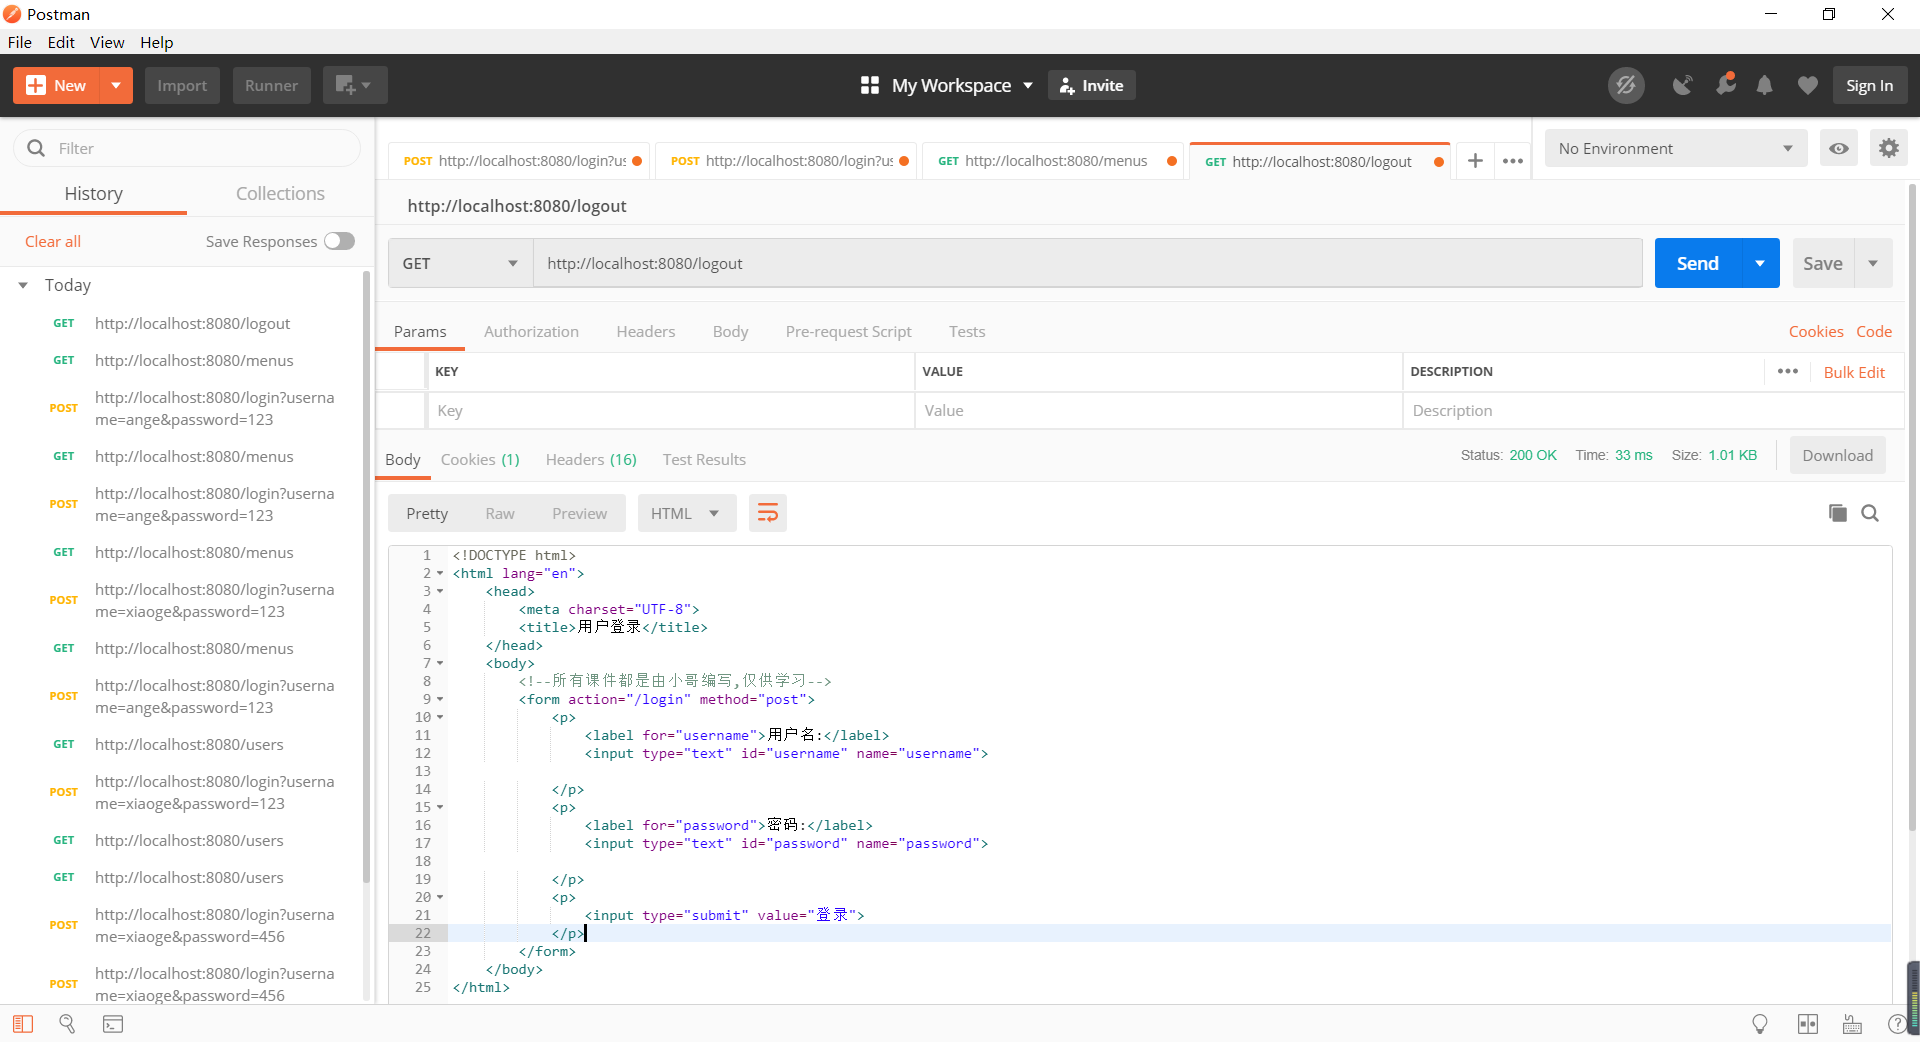 Postman
File Edit View Help
New Import Runner My Workspace Invite Sign In
Filter
History Collections
Clear all Save Responses
Today
GET http://localhost:8080/logout
GET http://localhost:8080/menus
POST http://localhost:8080/login?userna
me=ange&password=123
GET http://localhost:8080/menus
POST http://localhost:8080/login?userna
me=ange&password=123
GET http://localhost:8080/menus
POST http://localhost:8080/login?userna
me=xiaoge&password=123
GET http://localhost:8080/menus
POST http://localhost:8080/login?userna
me=ange&password=123
GET http://localhost:8080/users
POST http://localhost:8080/login?userna
me=xiaoge&password=123
GET http://localhost:8080/users
GET http://localhost:8080/users
POST http://localhost:8080/login?userna
me=xiaoge&password=456
POST http://localhost:8080/login?userna
me=xiaoge&password=456
POST http://localhost:8080/login?us POST http://localhost:8080/login?us GET http://localhost:8080/menus GET http://localhost:8080/logout
No Environment
http://localhost:8080/logout
GET http://localhost:8080/logout Send Save
Params Authorization Headers Body Pre-request Script Tests Cookies Code
KEY VALUE DESCRIPTION Bulk Edit
Key Value Description
Body Cookies (1) Headers (16) Test Results Status: 200 OK Time: 33 ms Size: 1.01 KB Download
Pretty Raw Preview HTML
1 <!DOCTYPE html>
2 <html lang="en">
3 <head>
4 <meta charset="UTF-8">
5 <title>用户登录</title>
6 </head>
7 <body>
8 <!--所有课件都是由小哥编写,仅供学习-->
9 <form action="/login" method="post">
10 <p>
11 <label for="username">用户名:</label>
12 <input type="text" id="username" name="username">
13
14 </p>
15 <p>
16 <label for="password">密码:</label>
17 <input type="text" id="password" name="password">
18
19 </p>
20 <p>
21 <input type="submit" value="登录">
22 </p>
23 </form>
24 </body>
25 </html>